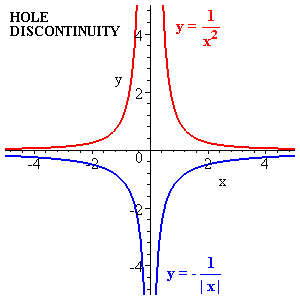 HOLE
DISCONTINUITY
y = 1/x²
4
y
2
-4 -2 0 2 4
x
-2
-4
y = - 1/|x|